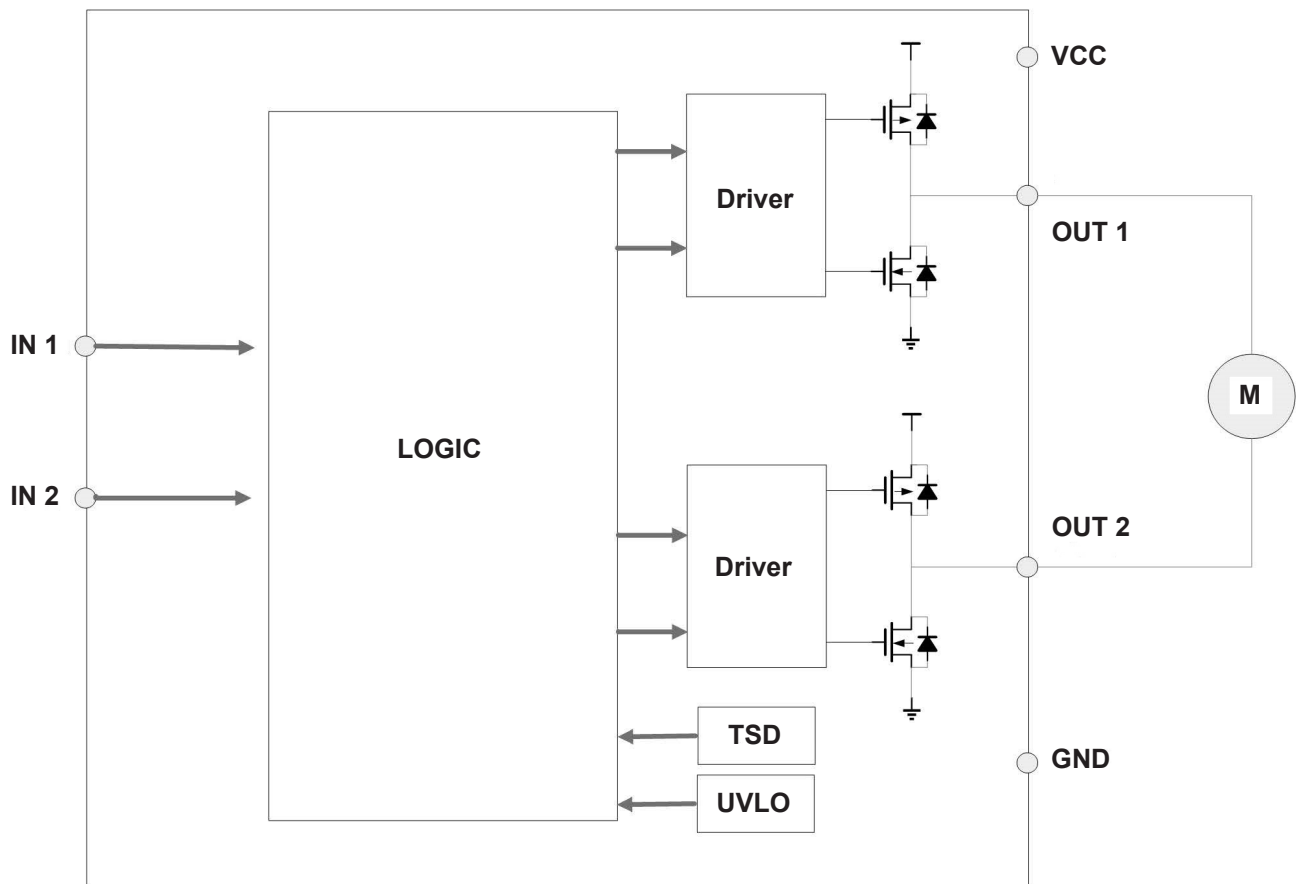 VCC
Driver
OUT 1
IN 1
M
LOGIC
IN 2
OUT 2
Driver
TSD
GND
UVLO